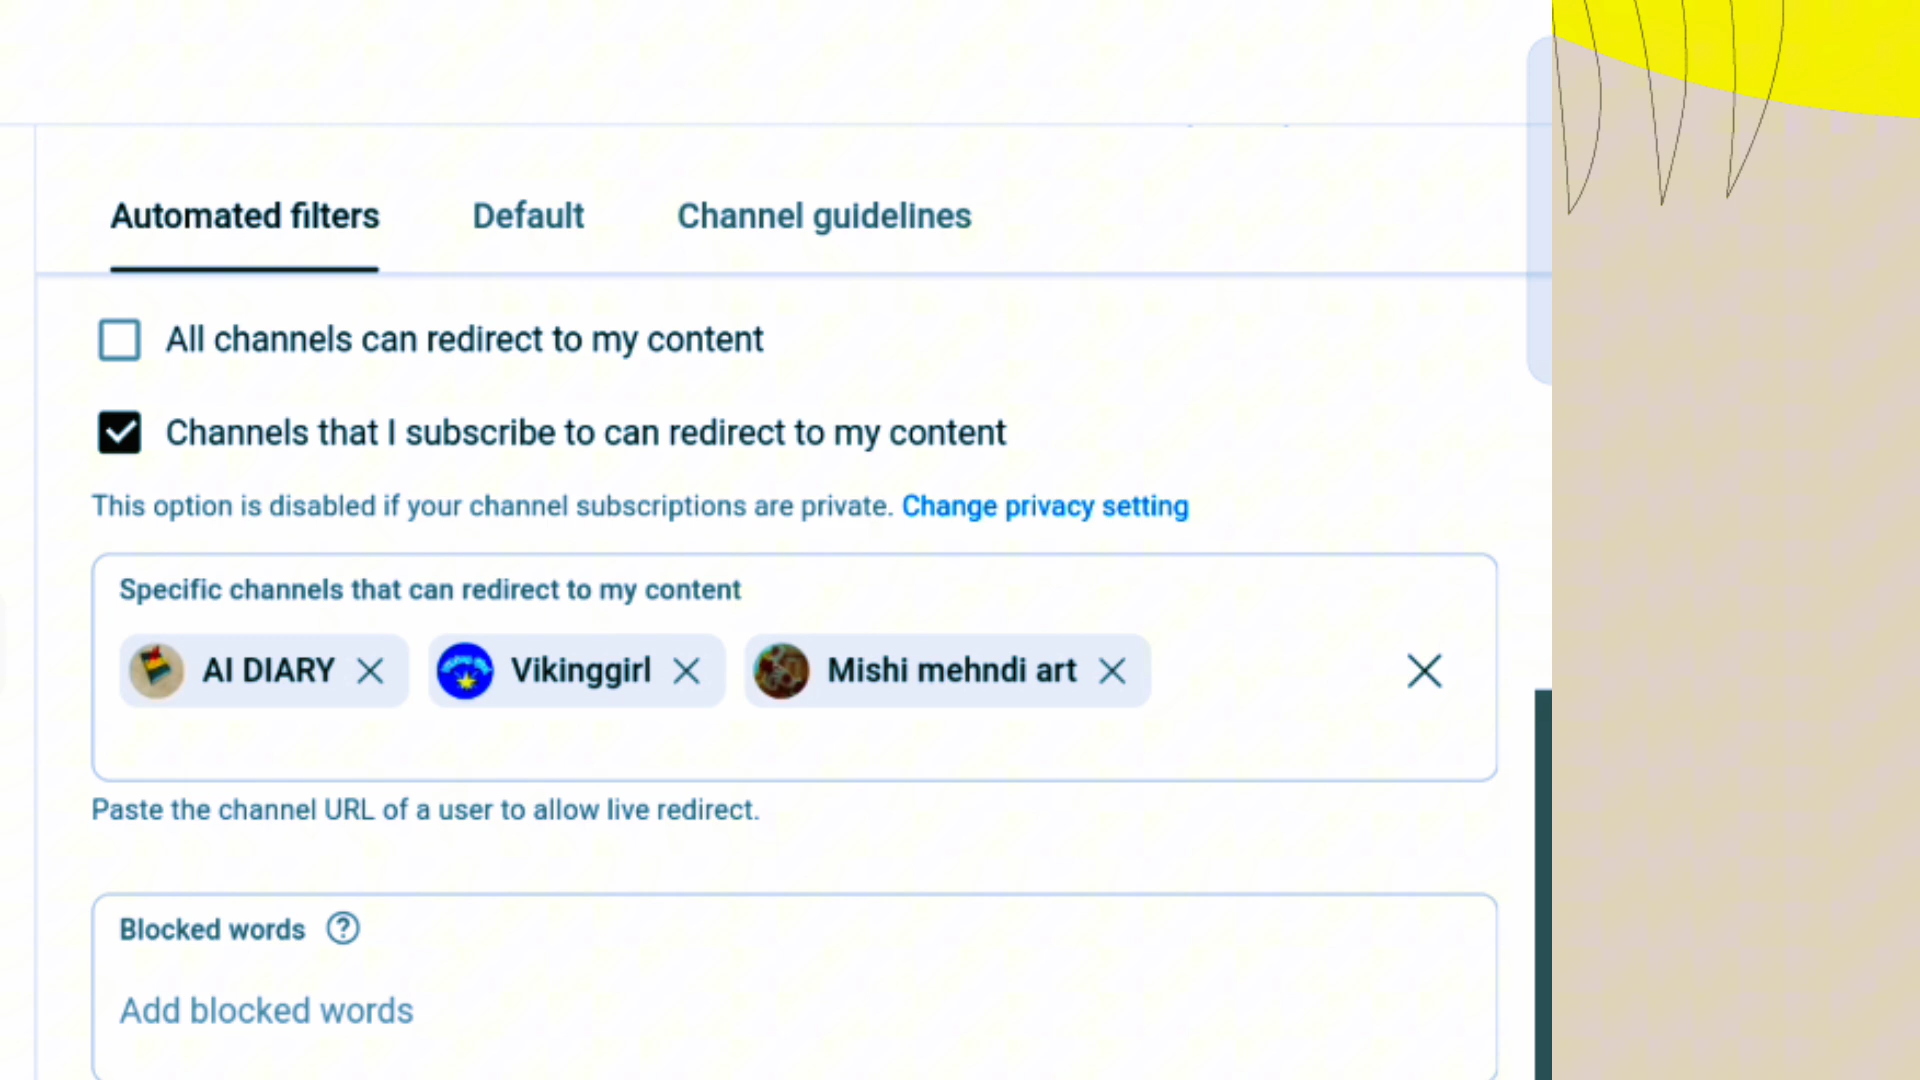 Automated filters Default Channel guidelines
All channels can redirect to my content
Channels that I subscribe to can redirect to my content
This option is disabled if your channel subscriptions are private. Change privacy setting
Specific channels that can redirect to my content
AI DIARY Vikinggirl Mishi mehndi art
Paste the channel URL of a user to allow live redirect.
Blocked words
Add blocked words